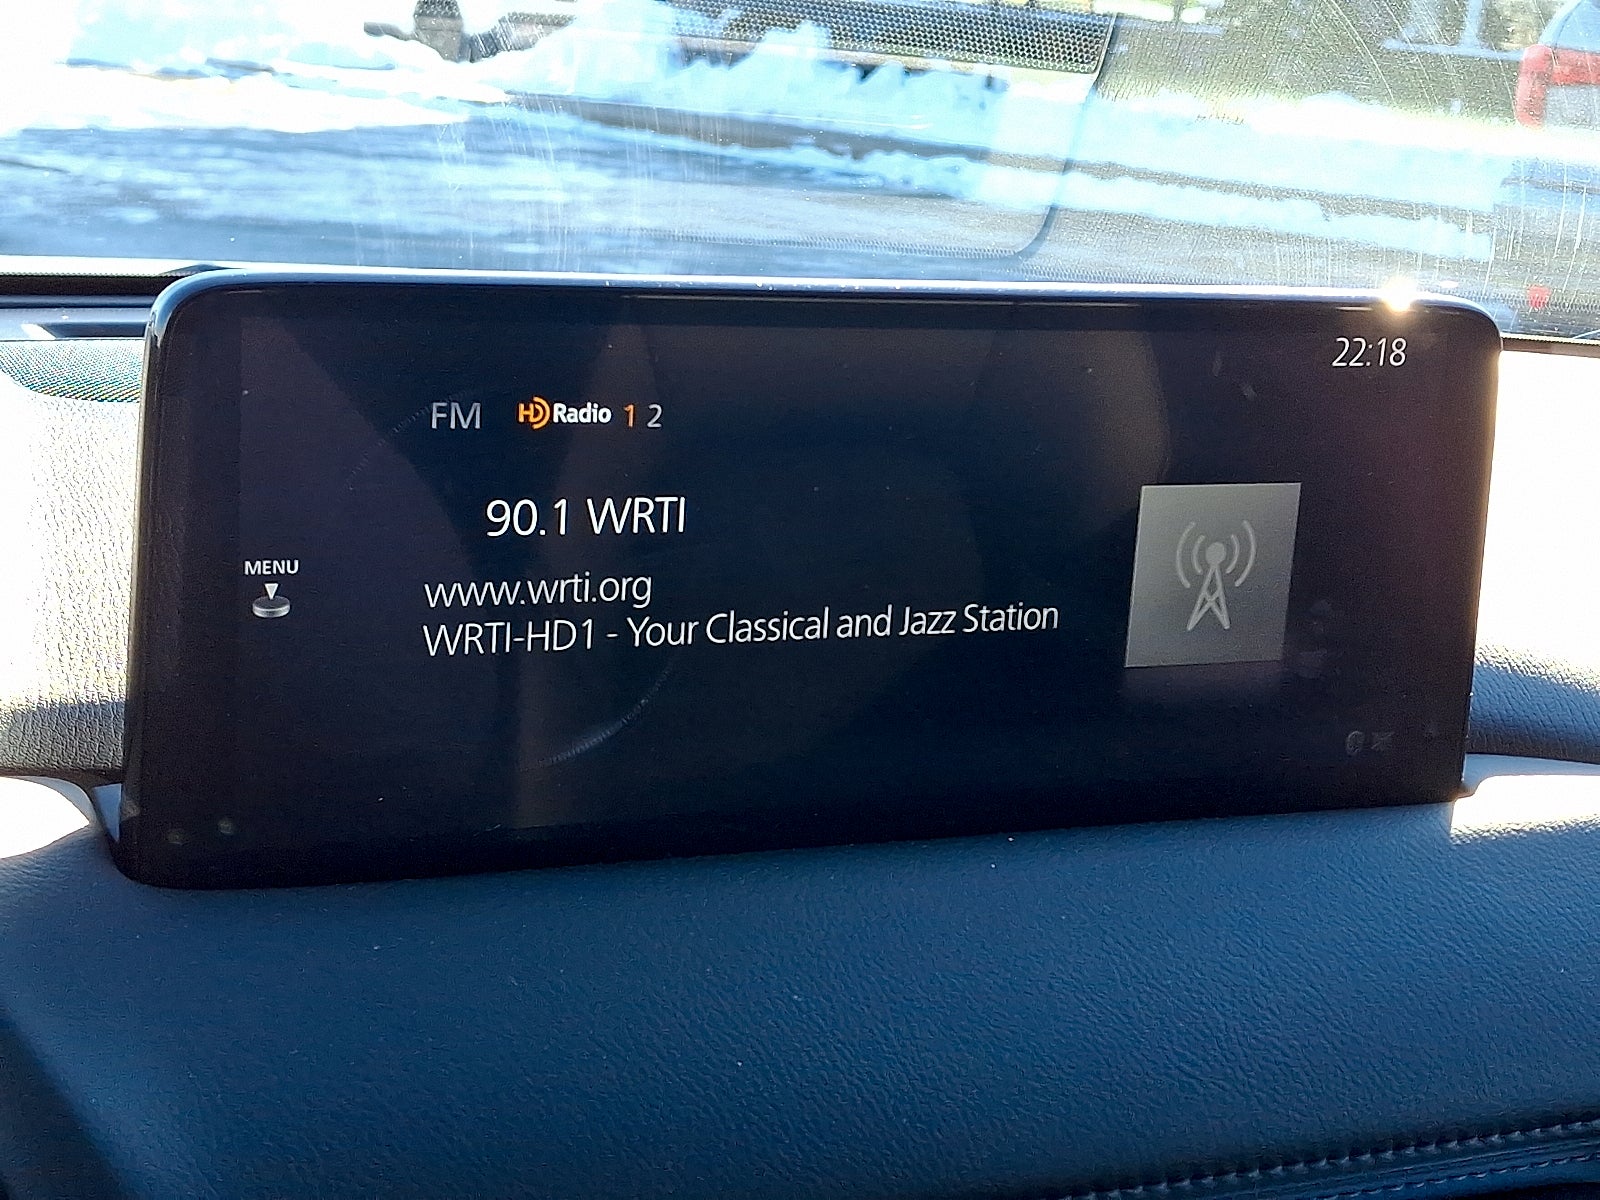 22:18
FM HD Radio 1 2
90.1 WRTI
MENU
www.wrti.org
WRTI-HD1 - Your Classical and Jazz Station